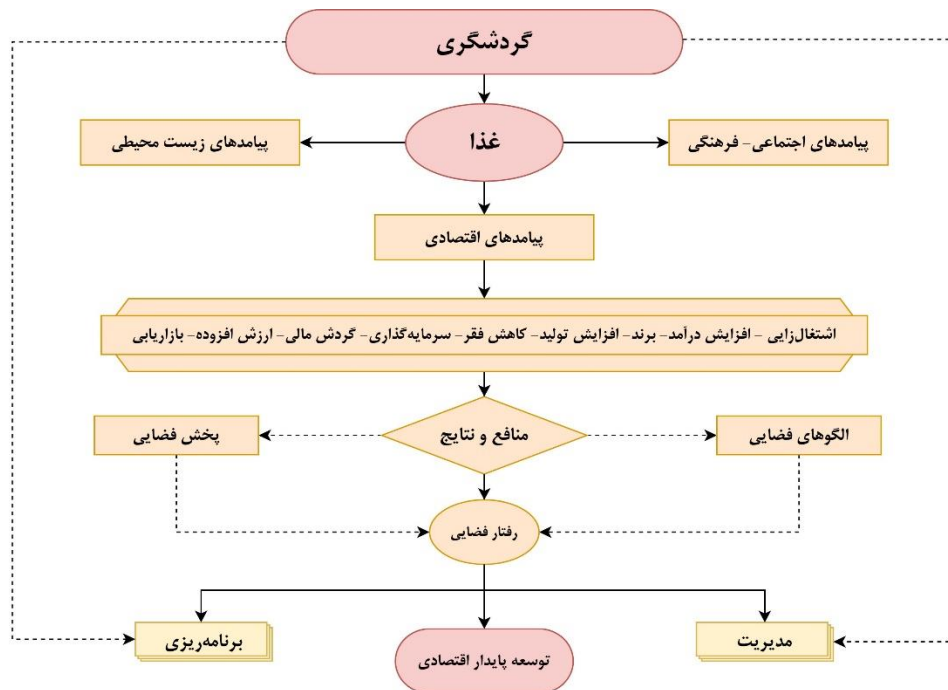 گردشگری
غذا
پیامدهای اجتماعی- فرهنگی
پیامدهای زیست محیطی
پیامدهای اقتصادی
اشتغال‌زایی - افزایش درآمد- برند- افزایش تولید- کاهش فقر- سرمایه‌گذاری- گردش مالی- ارزش افزوده- بازاریابی
الگوهای فضایی
منافع و نتایج
پخش فضایی
رفتار فضایی
مدیریت
برنامه‌ریزی
توسعه پایدار اقتصادی